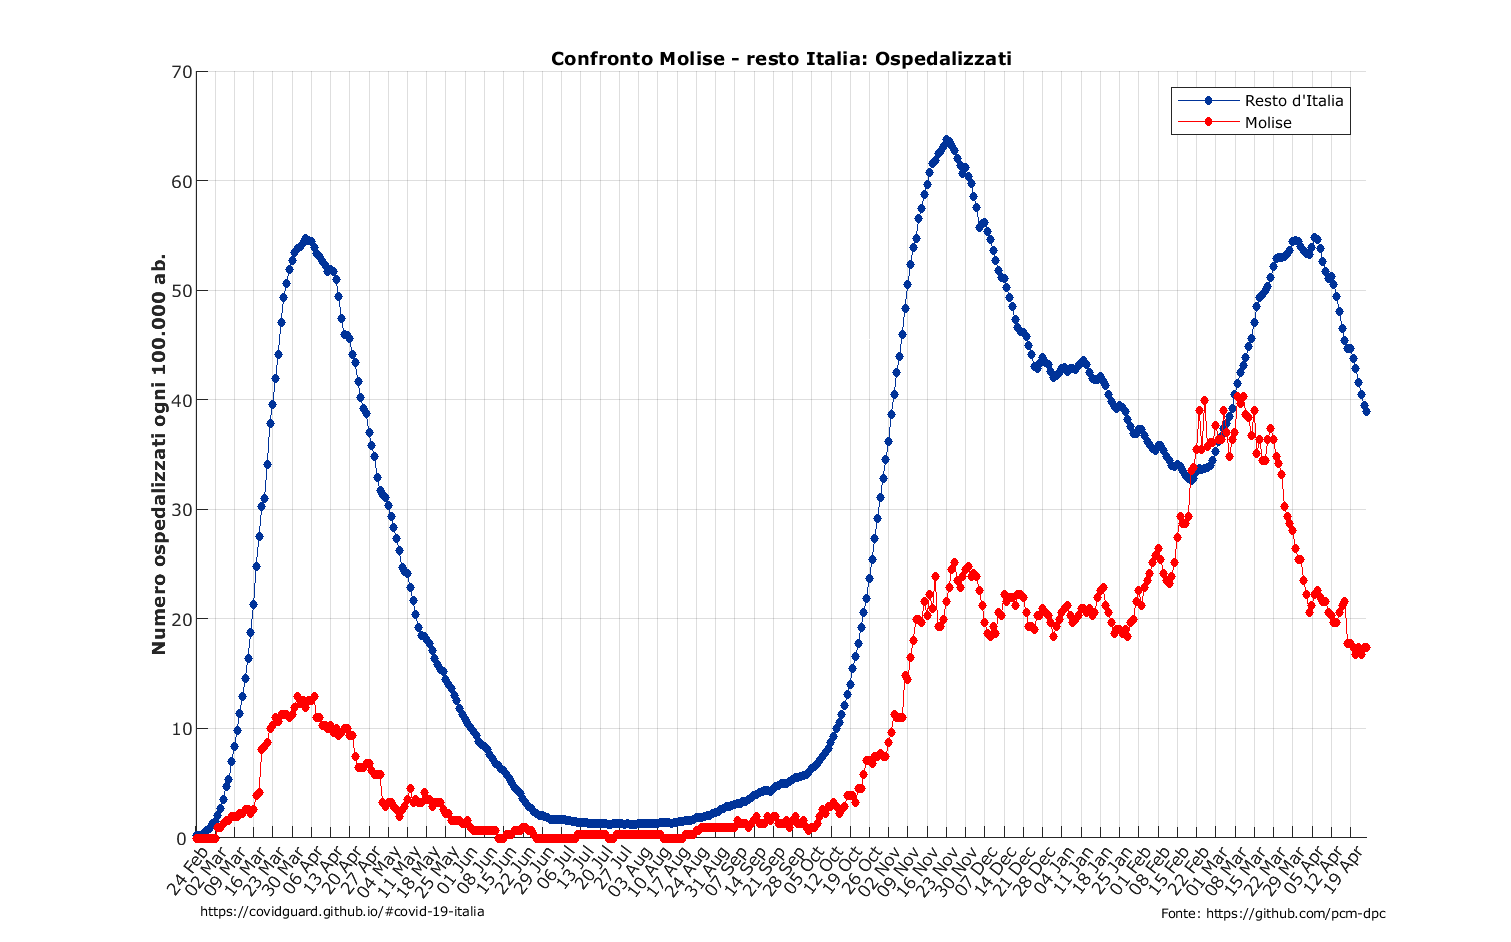 Confronto Molise - resto Italia: Ospedalizzati
Numero ospedalizzati ogni 100.000 ab.
70
60
50
40
30
20
10
0
Resto d'Italia
Molise
24 Feb
02 Mar
09 Mar
16 Mar
23 Mar
30 Mar
06 Apr
13 Apr
20 Apr
27 Apr
04 May
11 May
18 May
25 May
01 Jun
08 Jun
15 Jun
22 Jun
29 Jun
06 Jul
13 Jul
20 Jul
27 Jul
03 Aug
10 Aug
17 Aug
24 Aug
31 Aug
07 Sep
14 Sep
21 Sep
28 Sep
05 Oct
12 Oct
19 Oct
26 Oct
02 Nov
09 Nov
16 Nov
23 Nov
30 Nov
07 Dec
14 Dec
21 Dec
28 Dec
04 Jan
11 Jan
18 Jan
25 Jan
01 Feb
08 Feb
15 Feb
22 Feb
01 Mar
08 Mar
15 Mar
22 Mar
29 Mar
05 Apr
12 Apr
19 Apr
https://covidguard.github.io/#covid-19-italia
Fonte: https://github.com/pcm-dpc